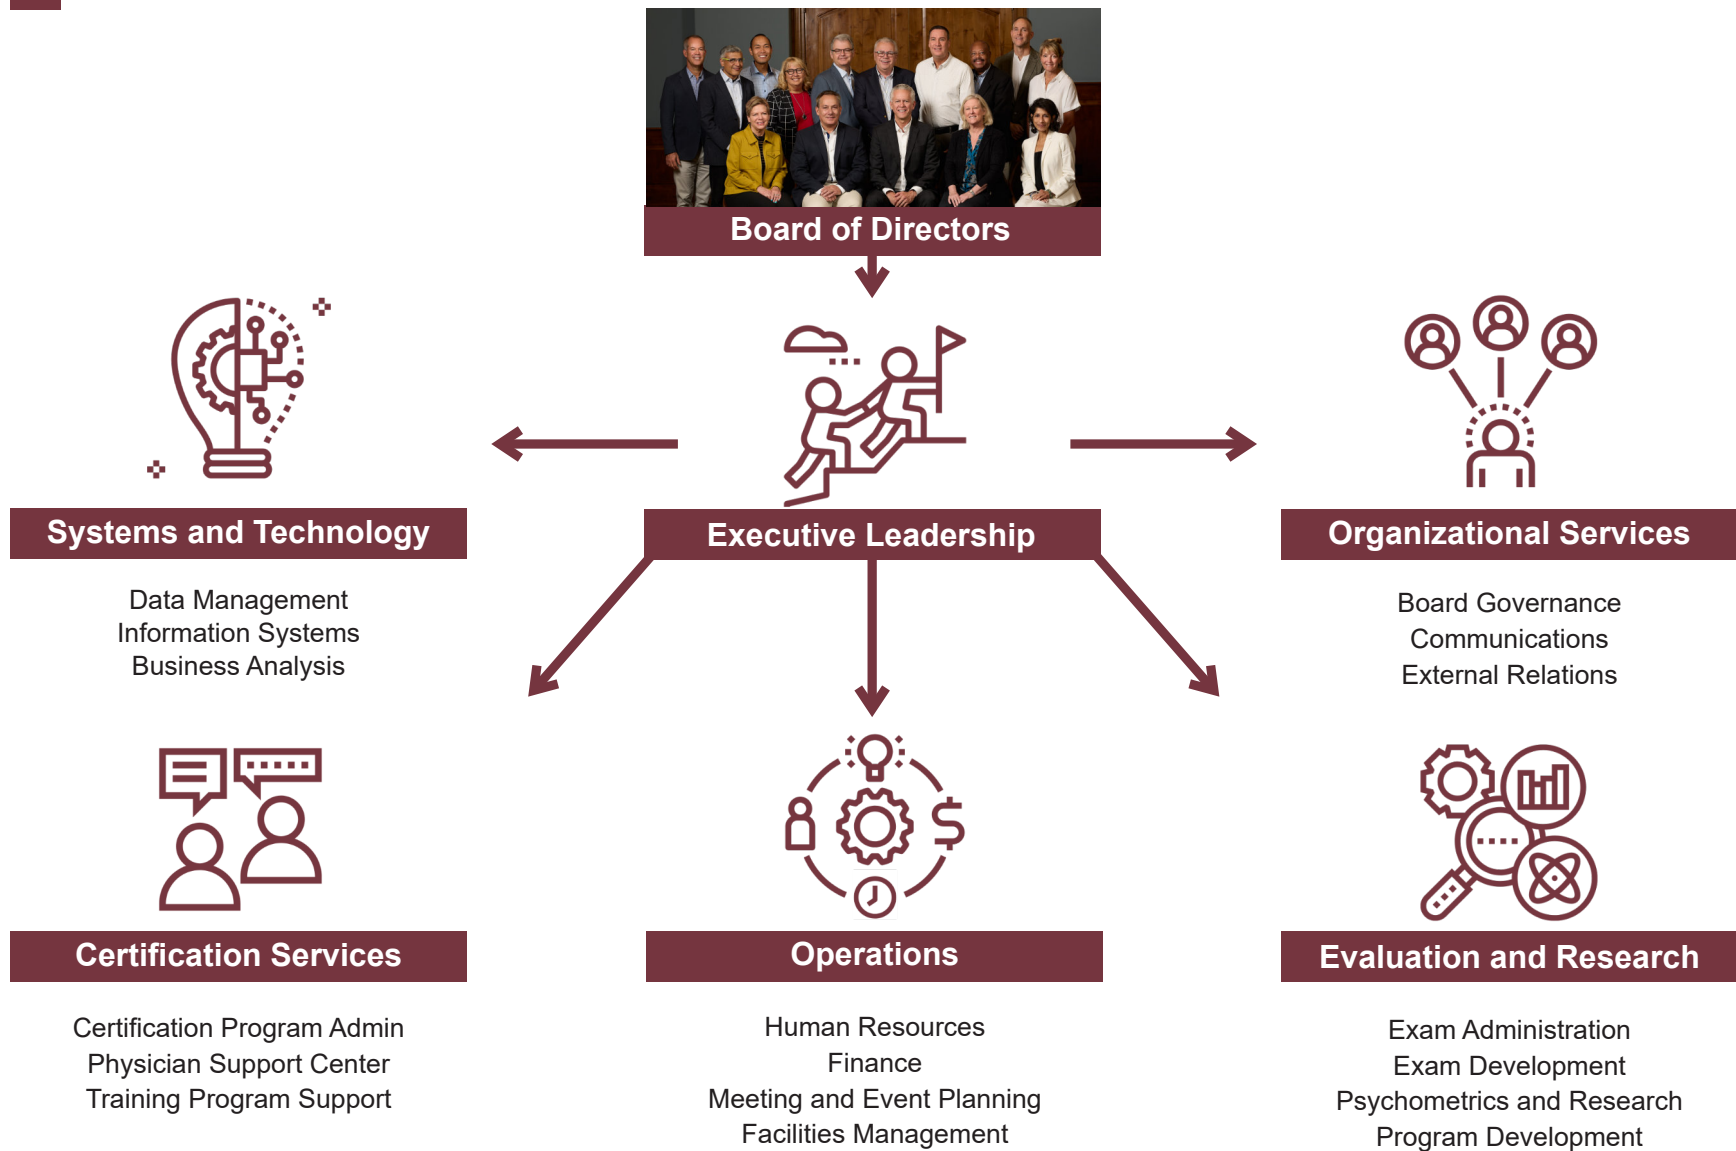 Board of Directors
Systems and Technology
Data Management
Information Systems
Business Analysis
Executive Leadership
Organizational Services
Board Governance
Communications
External Relations
Certification Services
Certification Program Admin
Physician Support Center
Training Program Support
Operations
Human Resources
Finance
Meeting and Event Planning
Facilities Management
Evaluation and Research
Exam Administration
Exam Development
Psychometrics and Research
Program Development